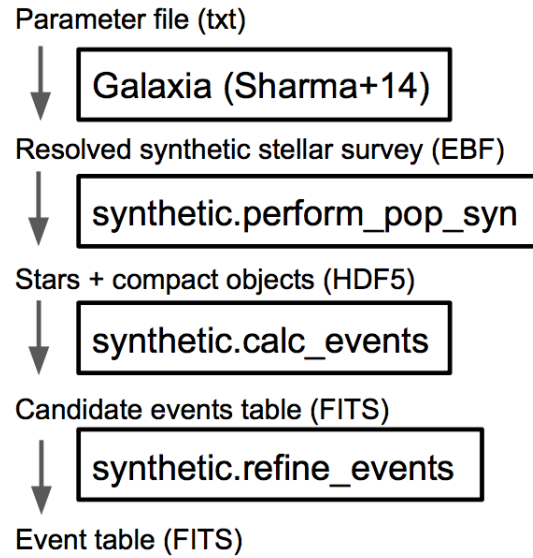 Parameter file (txt)
Galaxia (Sharma+14)
Resolved synthetic stellar survey (EBF)
synthetic.perform_pop_syn
Stars + compact objects (HDF5)
synthetic.calc_events
Candidate events table (FITS)
synthetic.refine_events
Event table (FITS)